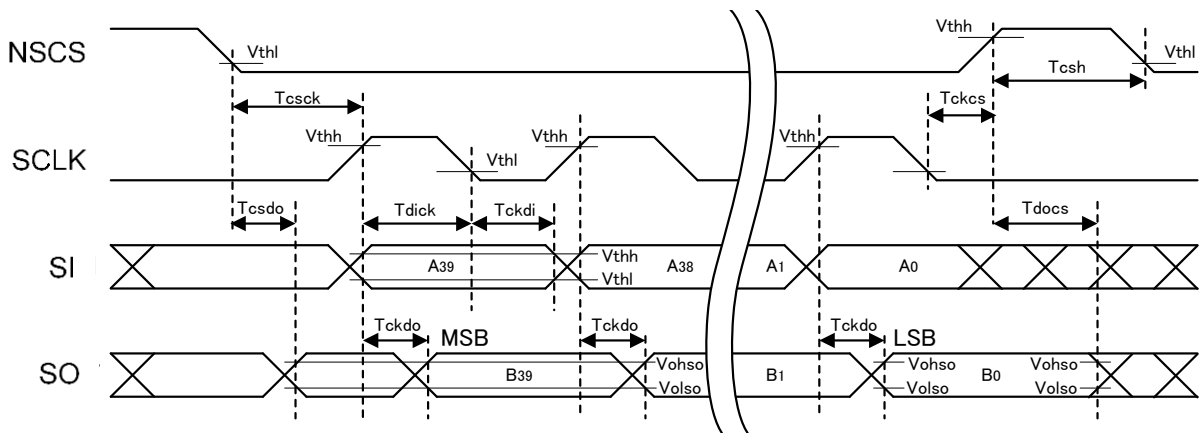 NSCS
Vthl
Vthh
Vthl
Tcsh
Tcsck
Tckcs
SCLK
Vthh
Vthl
Vthh
Vthh
Vthl
Tcsdo
Tdick
Tckdi
Tdocs
SI
A39
Vthh
Vthl
A38
A1
A0
Tckdo
MSB
Tckdo
Tckdo
LSB
SO
B39
Vohso
Volso
B1
Vohso
Volso
B0
Vohso
Volso